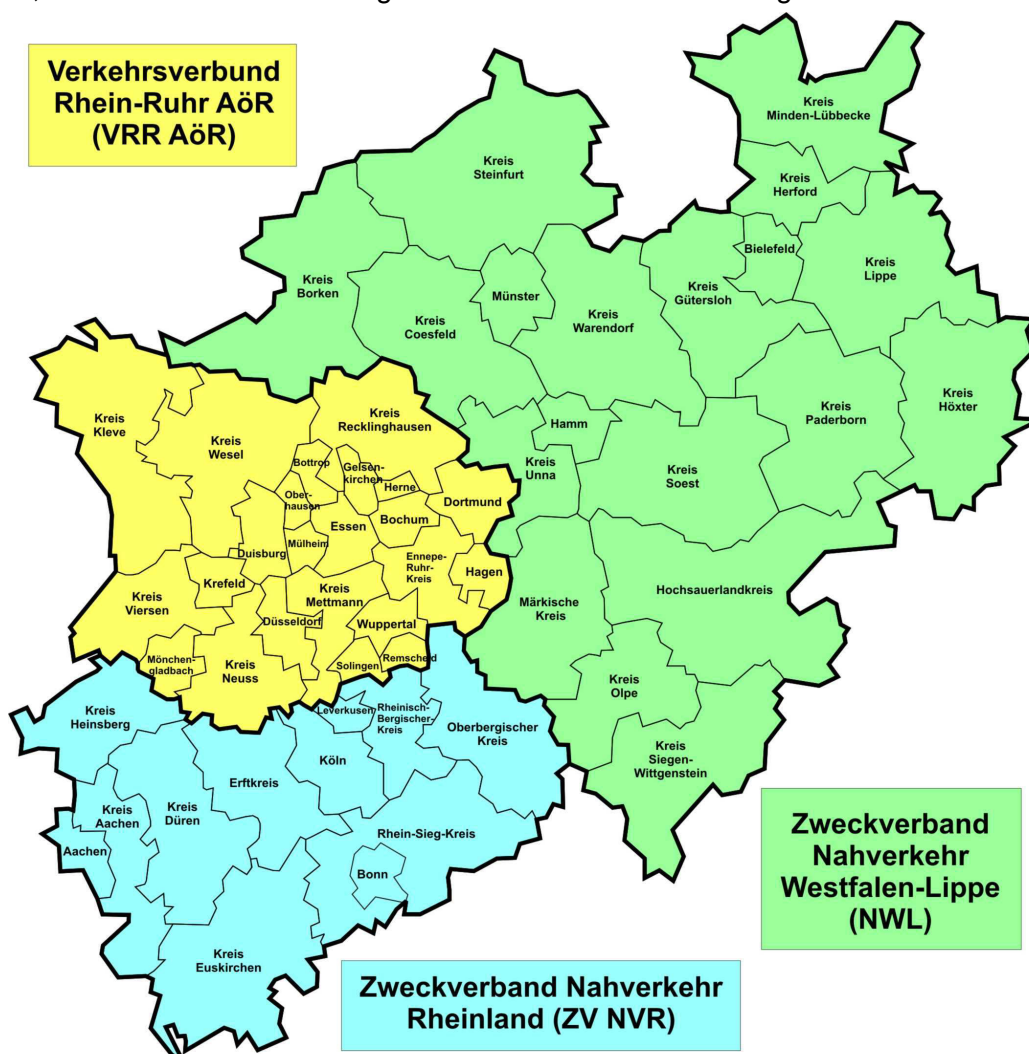 Verkehrsverbund
Rhein-Ruhr AöR
(VRR AöR)
Kreis
Minden-Lübbecke
Kreis
Steinfurt
Kreis
Herford
Bielefeld
Kreis
Lippe
Kreis
Borken
Münster
Kreis
Gütersloh
Kreis
Coesfeld
Kreis
Warendorf
Kreis
Höxter
Kreis
Paderborn
Kreis
Kleve
Kreis
Recklinghausen
Hamm
Kreis
Wesel
Kreis
Unna
Kreis
Soest
Bottrop
Gelsen-
kirchen
Herne
Ober-
hausen
Dortmund
Essen
Bochum
Mülheim
Duisburg
Ennepe-
Ruhr-
Kreis
Hagen
Krefeld
Kreis
Mettmann
Hochsauerlandkreis
Kreis
Viersen
Märkische
Kreis
Düsseldorf
Wuppertal
Mönchen-
gladbach
Kreis
Neuss
Solingen
Remscheid
Kreis
Olpe
Kreis
Heinsberg
Leverkusen
Rheinisch-
Bergischer-
Kreis
Oberbergischer
Kreis
Kreis
Siegen-
Wittgenstein
Köln
Erftkreis
Kreis
Aachen
Kreis
Düren
Rhein-Sieg-Kreis
Aachen
Bonn
Zweckverband
Nahverkehr
Westfalen-Lippe
(NWL)
Kreis
Euskirchen
Zweckverband Nahverkehr
Rheinland (ZV NVR)